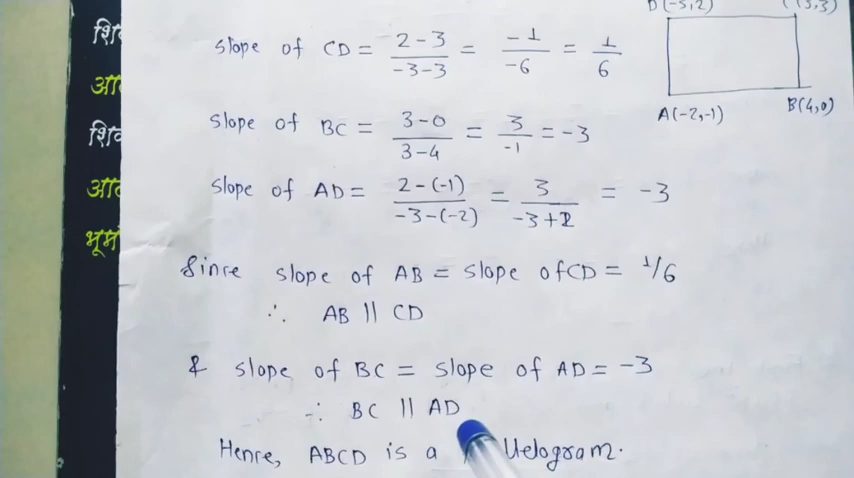 D(-3,2)
(3,3)
Slope of CD = 2-3 / -3-3 = -1 / -6 = 1 / 6
A(-2,-1)
B(4,0)
Slope of BC = 3-0 / 3-4 = 3 / -1 = -3
Slope of AD = 2-(-1) / -3-(-2) = 3 / -3+2 = -3
Since slope of AB = slope of CD = 1/6
∴ AB || CD
& slope of BC = slope of AD = -3
∴ BC || AD
Hence, ABCD is a
शि
शि